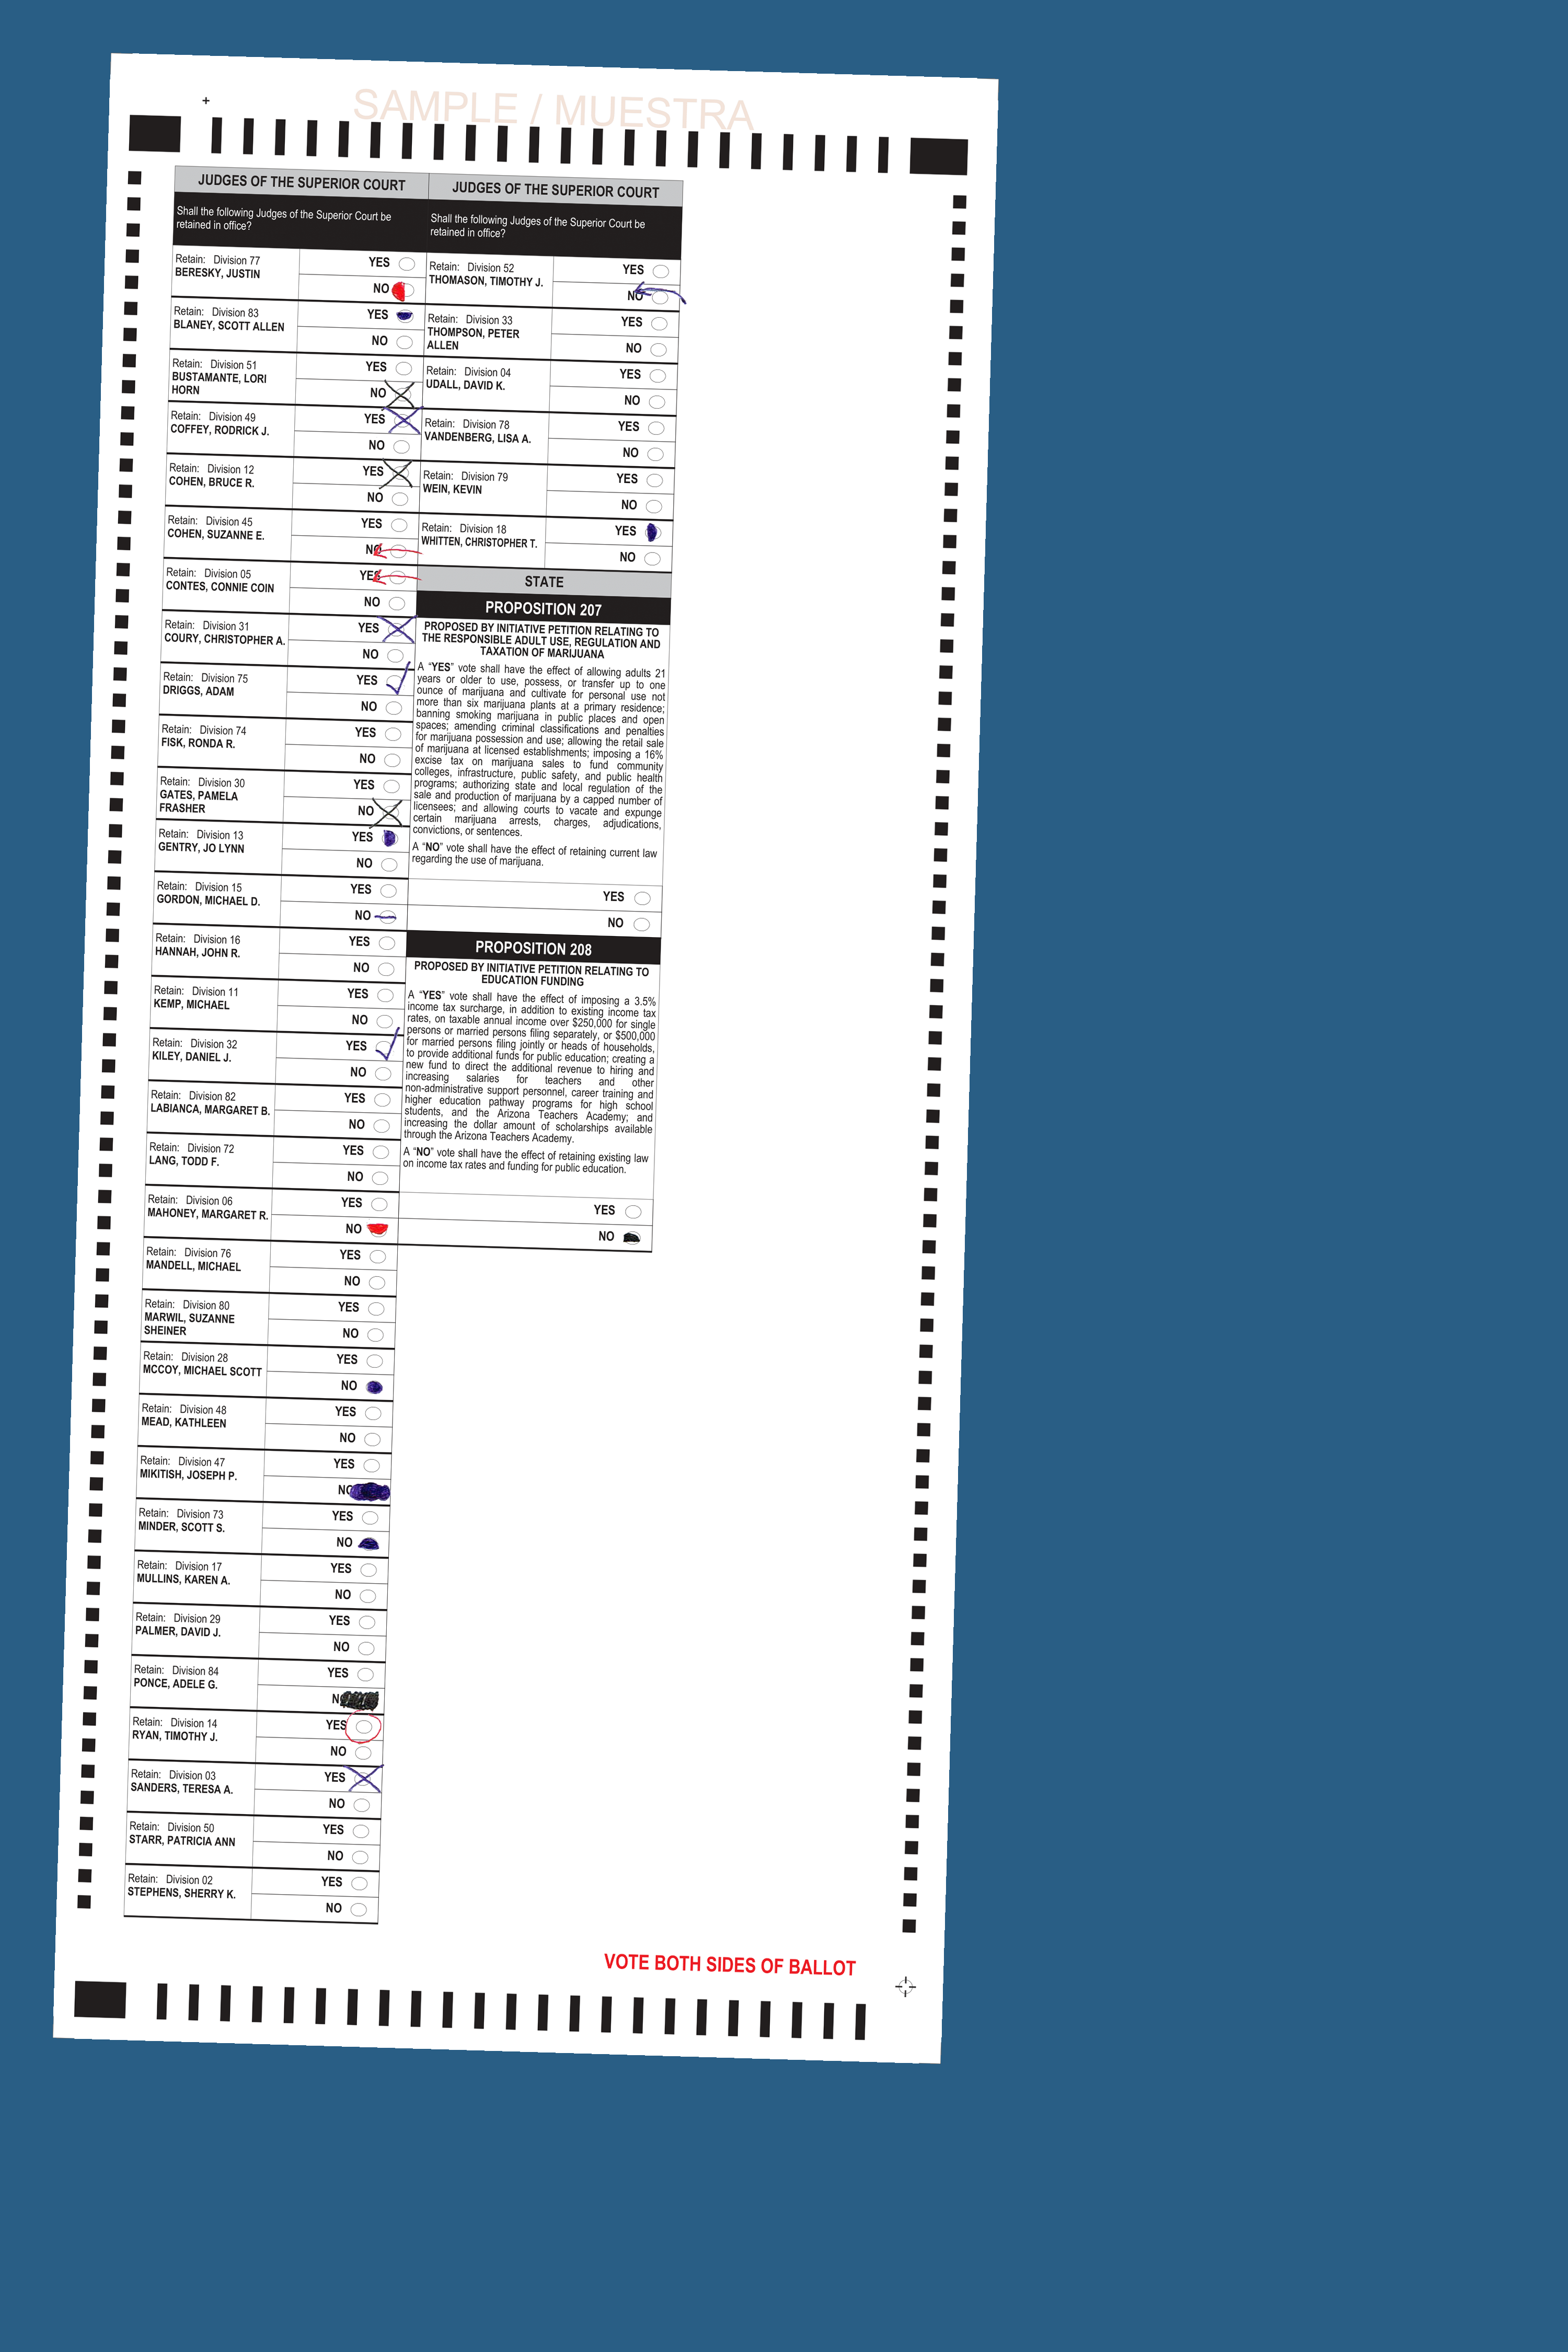 SAMPLE / MUESTRA
JUDGES OF THE SUPERIOR COURT
Shall the following Judges of the Superior Court be
retained in office?
Retain: Division 77
BERESKY, JUSTIN
YES
NO
Retain: Division 83
BLANEY, SCOTT ALLEN
YES
NO
Retain: Division 51
BUSTAMANTE, LORI
HORN
YES
NO
Retain: Division 49
COFFEY, RODRICK J.
YES
NO
Retain: Division 12
COHEN, BRUCE R.
YES
NO
Retain: Division 45
COHEN, SUZANNE E.
YES
NO
Retain: Division 05
CONTES, CONNIE COIN
YES
NO
Retain: Division 31
COURY, CHRISTOPHER A.
YES
NO
Retain: Division 75
DRIGGS, ADAM
YES
NO
Retain: Division 74
FISK, RONDA R.
YES
NO
Retain: Division 30
GATES, PAMELA
FRASHER
YES
NO
Retain: Division 13
GENTRY, JO LYNN
YES
NO
Retain: Division 15
GORDON, MICHAEL D.
YES
NO
Retain: Division 16
HANNAH, JOHN R.
YES
NO
Retain: Division 11
KEMP, MICHAEL
YES
NO
Retain: Division 32
KILEY, DANIEL J.
YES
NO
Retain: Division 82
LABIANCA, MARGARET B.
YES
NO
Retain: Division 72
LANG, TODD F.
YES
NO
Retain: Division 06
MAHONEY, MARGARET R.
YES
NO
Retain: Division 76
MANDELL, MICHAEL
YES
NO
Retain: Division 80
MARWIL, SUZANNE
SHEINER
YES
NO
Retain: Division 28
MCCOY, MICHAEL SCOTT
YES
NO
Retain: Division 48
MEAD, KATHLEEN
YES
NO
Retain: Division 47
MIKITISH, JOSEPH P.
YES
NO
Retain: Division 73
MINDER, SCOTT S.
YES
NO
Retain: Division 17
MULLINS, KAREN A.
YES
NO
Retain: Division 29
PALMER, DAVID J.
YES
NO
Retain: Division 84
PONCE, ADELE G.
YES
NO
Retain: Division 14
RYAN, TIMOTHY J.
YES
NO
Retain: Division 03
SANDERS, TERESA A.
YES
NO
Retain: Division 50
STARR, PATRICIA ANN
YES
NO
Retain: Division 02
STEPHENS, SHERRY K.
YES
NO
JUDGES OF THE SUPERIOR COURT
Shall the following Judges of the Superior Court be
retained in office?
Retain: Division 52
THOMASON, TIMOTHY J.
YES
NO
Retain: Division 33
THOMPSON, PETER
ALLEN
YES
NO
Retain: Division 04
UDALL, DAVID K.
YES
NO
Retain: Division 78
VANDENBERG, LISA A.
YES
NO
Retain: Division 79
WEIN, KEVIN
YES
NO
Retain: Division 18
WHITTEN, CHRISTOPHER T.
YES
NO
STATE
PROPOSITION 207
PROPOSED BY INITIATIVE PETITION RELATING TO
THE RESPONSIBLE ADULT USE, REGULATION AND
TAXATION OF MARIJUANA
A “YES” vote shall have the effect of allowing adults 21
years or older to use, possess, or transfer up to one
ounce of marijuana and cultivate for personal use not
more than six marijuana plants at a primary residence;
banning smoking marijuana in public places and open
spaces; amending criminal classifications and penalties
for marijuana possession and use; allowing the retail sale
of marijuana at licensed establishments; imposing a 16%
excise tax on marijuana sales to fund community
colleges, infrastructure, public safety, and public health
programs; authorizing state and local regulation of the
sale and production of marijuana by a capped number of
licensees; and allowing courts to vacate and expunge
certain marijuana arrests, charges, adjudications,
convictions, or sentences.
A “NO” vote shall have the effect of retaining current law
regarding the use of marijuana.
YES
NO
PROPOSITION 208
PROPOSED BY INITIATIVE PETITION RELATING TO
EDUCATION FUNDING
A “YES” vote shall have the effect of imposing a 3.5%
income tax surcharge, in addition to existing income tax
rates, on taxable annual income over $250,000 for single
persons or married persons filing separately, or $500,000
for married persons filing jointly or heads of households,
to provide additional funds for public education; creating a
new fund to direct the additional revenue to hiring and
increasing salaries for teachers and other
non-administrative support personnel, career training and
higher education pathway programs for high school
students, and the Arizona Teachers Academy; and
increasing the dollar amount of scholarships available
through the Arizona Teachers Academy.
A “NO” vote shall have the effect of retaining existing law
on income tax rates and funding for public education.
YES
NO
VOTE BOTH SIDES OF BALLOT